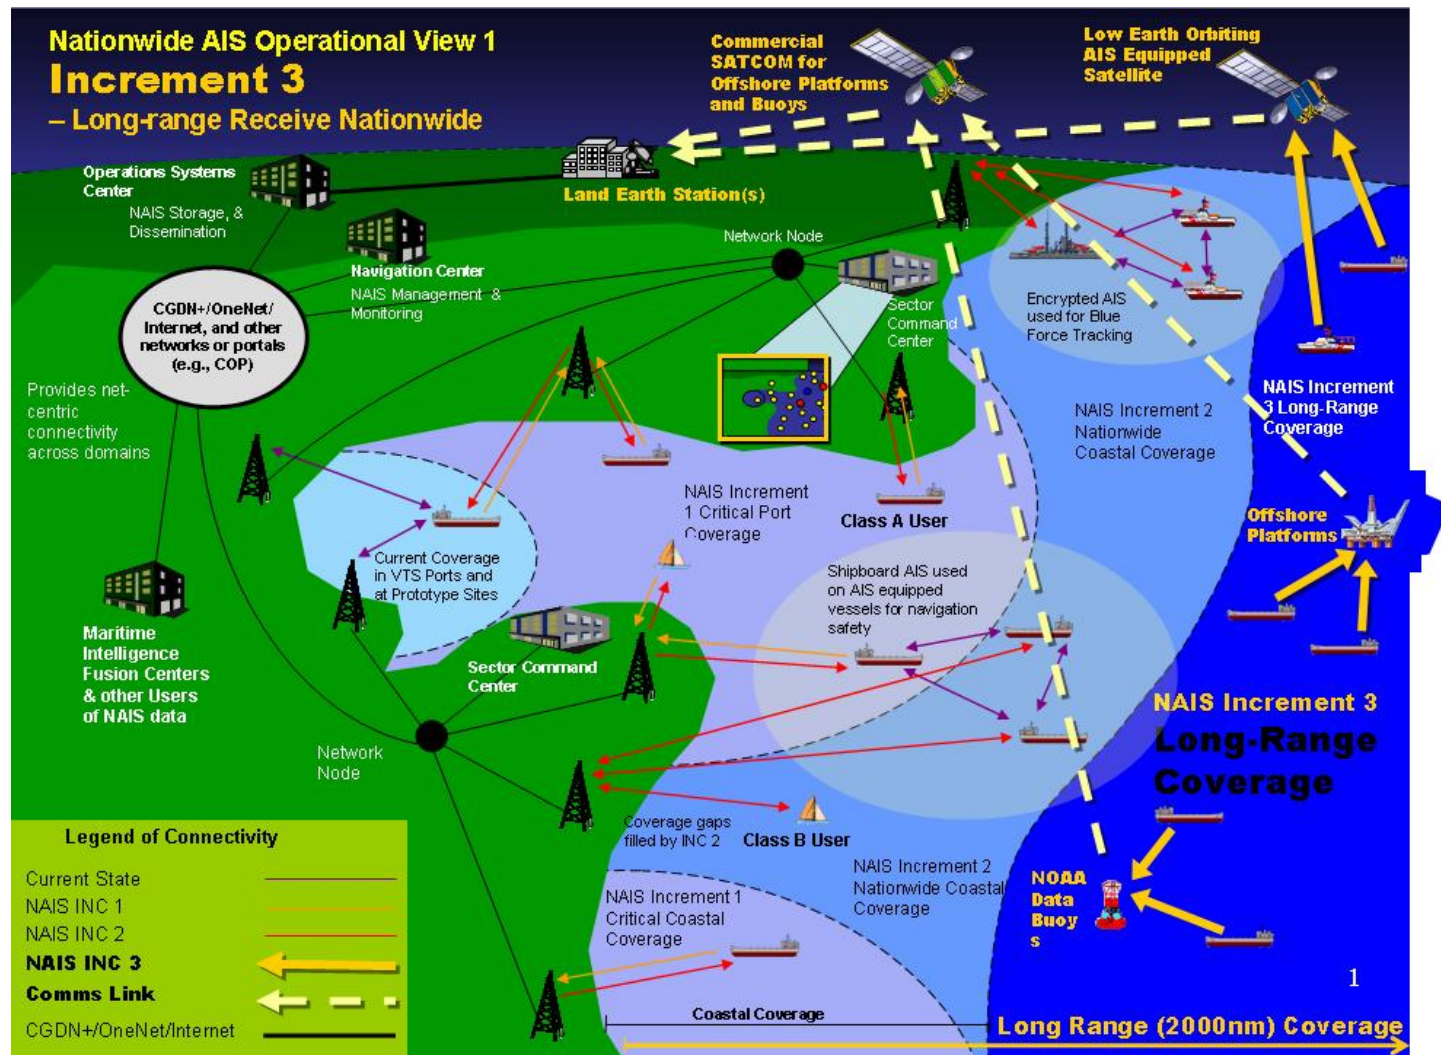 Nationwide AIS Operational View 1
Increment 3
– Long-range Receive Nationwide
Commercial
SATCOM for
Offshore Platforms
and Buoys
Low Earth Orbiting
AIS Equipped
Satellite
Operations Systems
Center
NAIS Storage, &
Dissemination
Land Earth Station(s)
Navigation Center
NAIS Management &
Monitoring
Network Node
CGDN+/OneNet/
Internet, and other
networks or portals
(e.g., COP)
Sector
Command
Center
Encrypted AIS
used for Blue
Force Tracking
Provides net-
centric
connectivity
across domains
NAIS Increment
3 Long-Range
Coverage
NAIS Increment 2
Nationwide
Coastal Coverage
NAIS Increment
1 Critical Port
Coverage
Class A User
Offshore
Platforms
Current Coverage
in VTS Ports and
at Prototype Sites
Shipboard AIS used
on AIS equipped
vessels for navigation
safety
Maritime
Intelligence
Fusion Centers
& other Users
of NAIS data
Sector Command
Center
NAIS Increment 3
Long-Range
Coverage
Network
Node
Coverage gaps
filled by INC 2
Class B User
NAIS Increment 2
Nationwide Coastal
Coverage
NOAA
Data
Buoy
s
NAIS Increment 1
Critical Coastal
Coverage
Legend of Connectivity
Current State
NAIS INC 1
NAIS INC 2
NAIS INC 3
Comms Link
CGDN+/OneNet/Internet
1
Coastal Coverage
Long Range (2000nm) Coverage